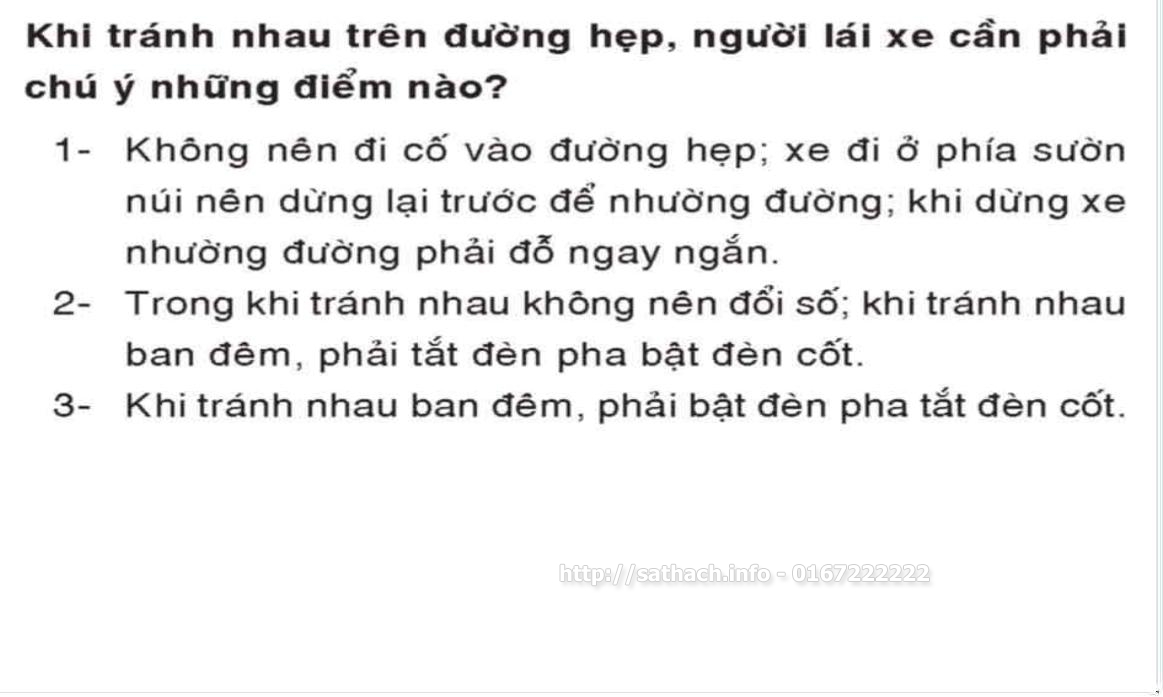 Khi tránh nhau trên đường hẹp, người lái xe cần phải
chú ý những điểm nào?
1- Không nên đi cố vào đường hẹp; xe đi ở phía sườn
núi nên dừng lại trước để nhường đường; khi dừng xe
nhường đường phải đỗ ngay ngắn.
2- Trong khi tránh nhau không nên đổi số; khi tránh nhau
ban đêm, phải tắt đèn pha bật đèn cốt.
3- Khi tránh nhau ban đêm, phải bật đèn pha tắt đèn cốt.
http://sathach.info - 0167222222